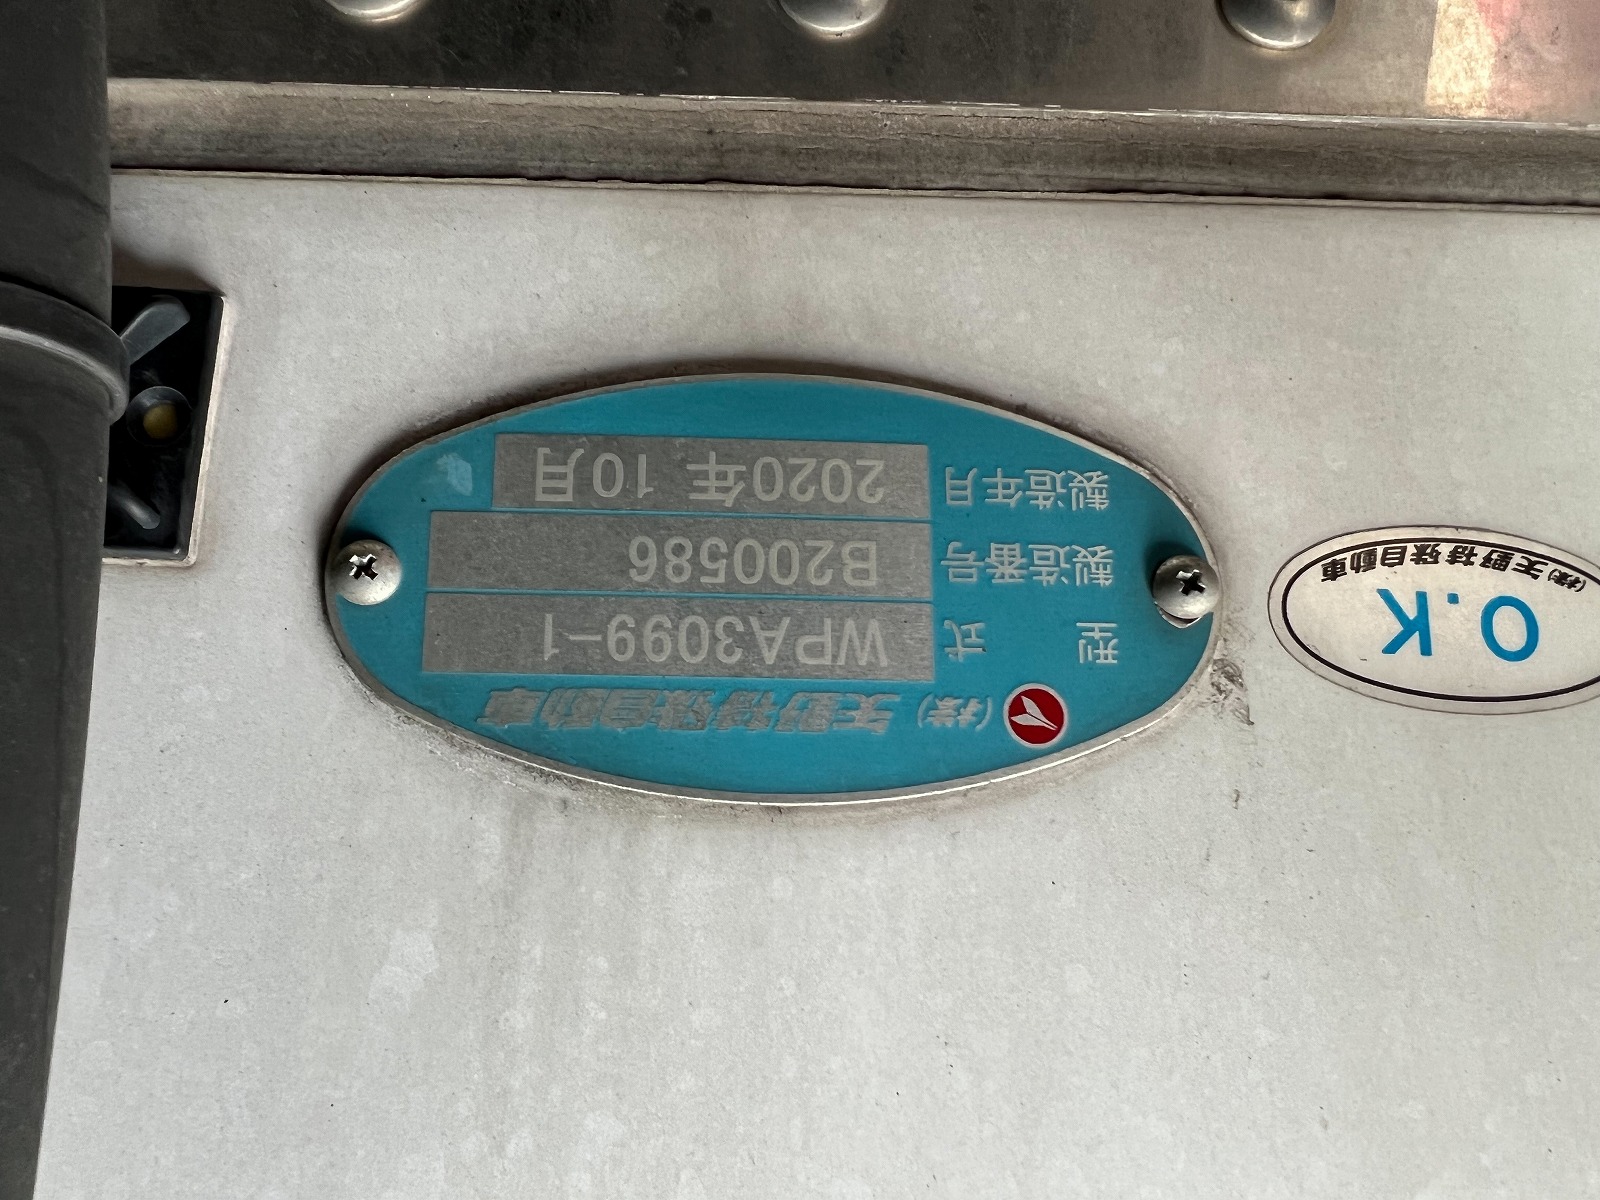 (株)矢野特殊自動車
型式 WPA3099-1
製造番号 B200586
製造年月 2020年 10月
O.K
(株)矢野特殊自動車